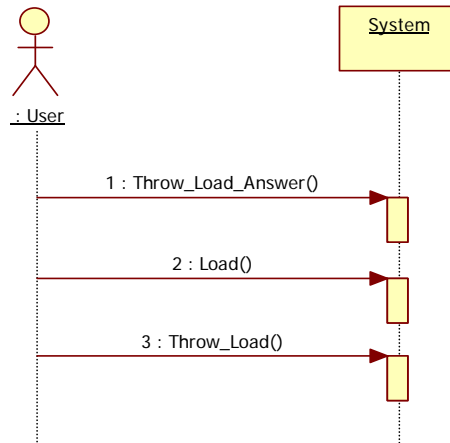 System
: User
1 : Throw_Load_Answer()
2 : Load()
3 : Throw_Load()